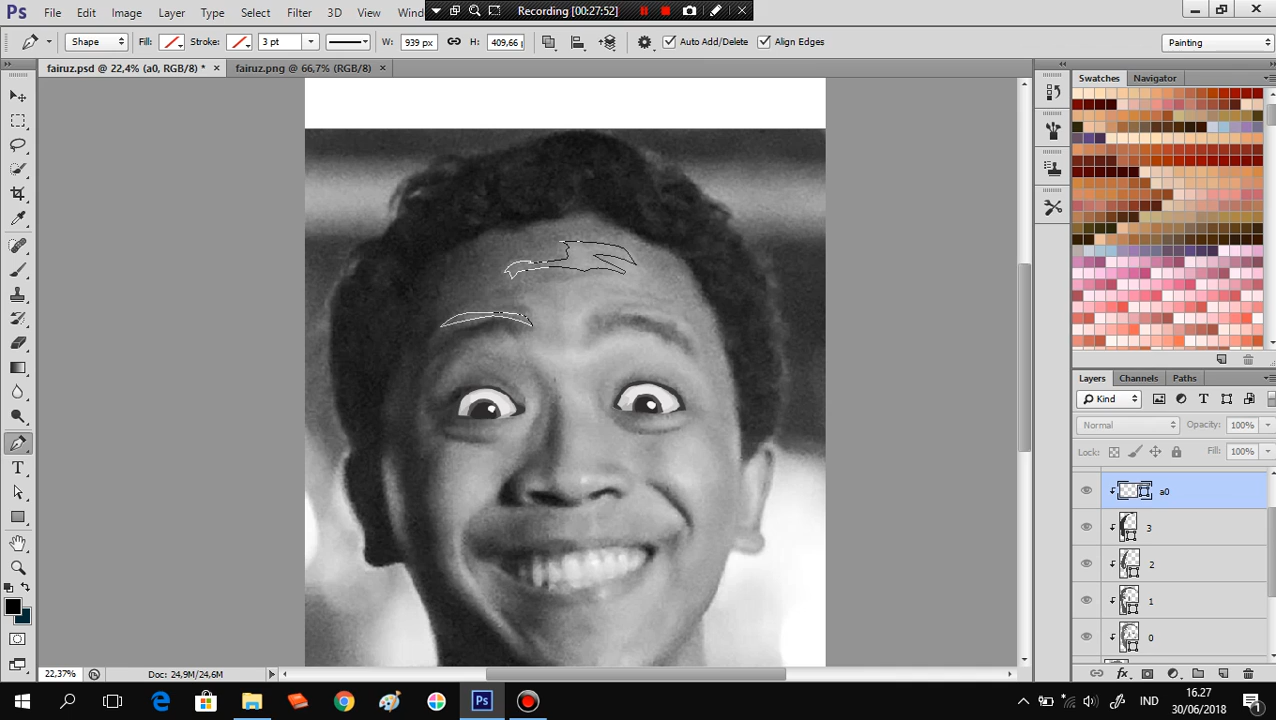 Ps File Edit Image Layer Type Select Filter 3D View Win
Recording [00:27:52]
Shape Fill: Stroke: 3 pt W: 939 px H: 409,66 Auto Add/Delete Align Edges Painting
fairuz.psd @ 22,4% (a0, RGB/8) * × fairuz.png @ 66,7% (RGB/8) ×
Swatches Navigator
Layers Channels Paths
Kind
Normal Opacity: 100%
Lock: Fill: 100%
a0
3
2
1
0
22,37% Doc: 24,9M/24,6M
Ps IND 16.27
30/06/2018
1